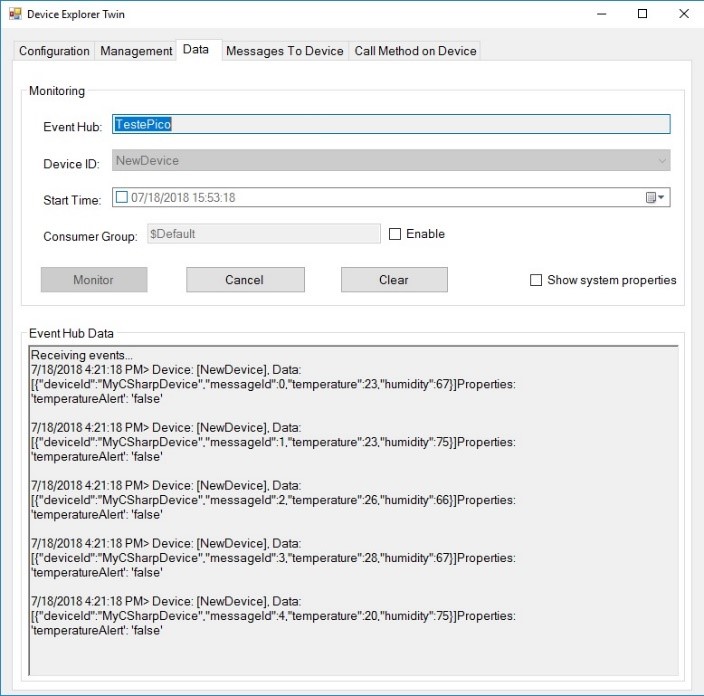 Device Explorer Twin
Configuration Management Data Messages To Device Call Method on Device
Monitoring
Event Hub: TestePico
Device ID: NewDevice
Start Time: 07/18/2018 15:53:18
Consumer Group: $Default Enable
Monitor Cancel Clear Show system properties
Event Hub Data
Receiving events...
7/18/2018 4:21:18 PM> Device: [NewDevice], Data:
[{"deviceId":"MyCSharpDevice","messageId":0,"temperature":23,"humidity":67}]Properties:
'temperatureAlert': 'false'
7/18/2018 4:21:18 PM> Device: [NewDevice], Data:
[{"deviceId":"MyCSharpDevice","messageId":1,"temperature":23,"humidity":75}]Properties:
'temperatureAlert': 'false'
7/18/2018 4:21:18 PM> Device: [NewDevice], Data:
[{"deviceId":"MyCSharpDevice","messageId":2,"temperature":26,"humidity":66}]Properties:
'temperatureAlert': 'false'
7/18/2018 4:21:18 PM> Device: [NewDevice], Data:
[{"deviceId":"MyCSharpDevice","messageId":3,"temperature":28,"humidity":67}]Properties:
'temperatureAlert': 'false'
7/18/2018 4:21:18 PM> Device: [NewDevice], Data:
[{"deviceId":"MyCSharpDevice","messageId":4,"temperature":20,"humidity":75}]Properties:
'temperatureAlert': 'false'